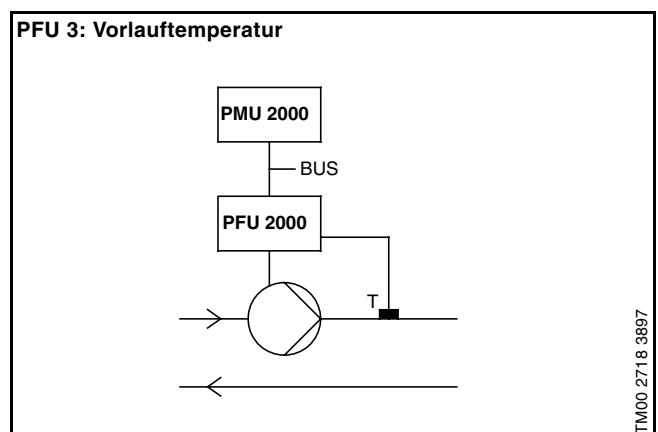 PFU 3: Vorlauftemperatur
PMU 2000
BUS
PFU 2000
T
TM00 2718 3897